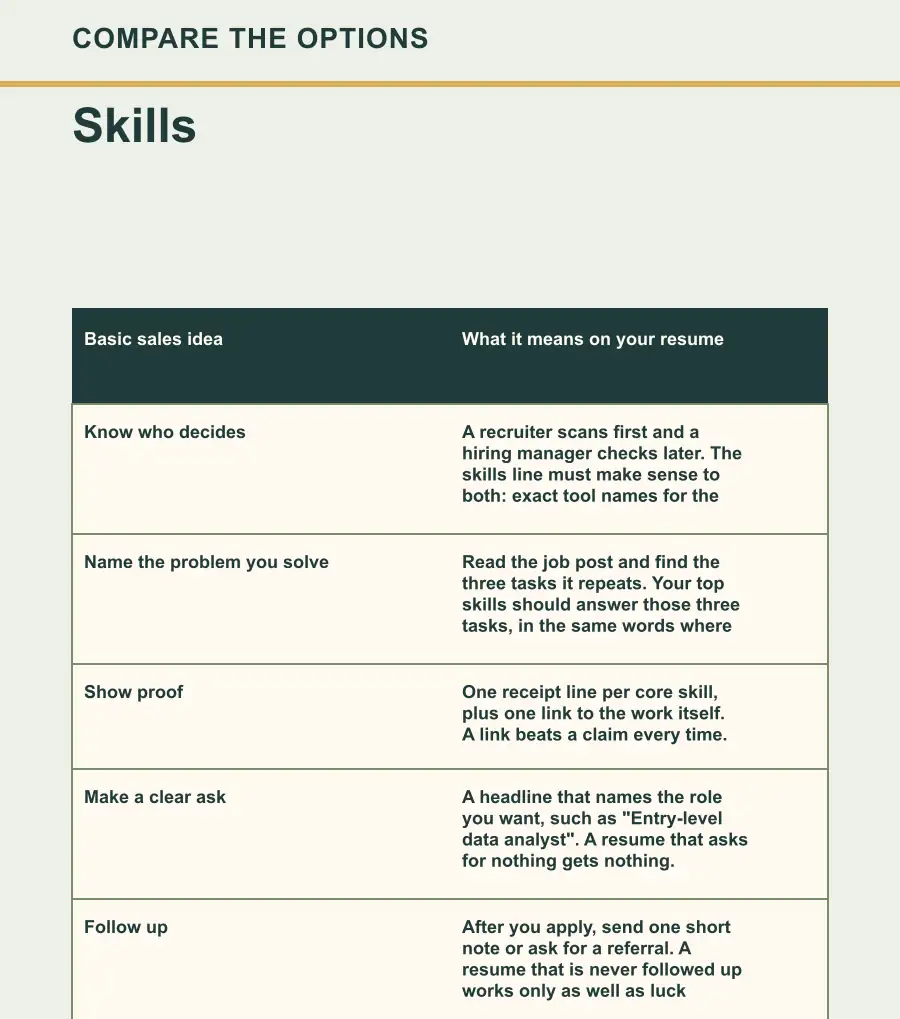 COMPARE THE OPTIONS
Skills
Basic sales idea
What it means on your resume
Know who decides
A recruiter scans first and a
hiring manager checks later. The
skills line must make sense to
both: exact tool names for the
Name the problem you solve
Read the job post and find the
three tasks it repeats. Your top
skills should answer those three
tasks, in the same words where
Show proof
One receipt line per core skill,
plus one link to the work itself.
A link beats a claim every time.
Make a clear ask
A headline that names the role
you want, such as "Entry-level
data analyst". A resume that asks
for nothing gets nothing.
Follow up
After you apply, send one short
note or ask for a referral. A
resume that is never followed up
works only as well as luck